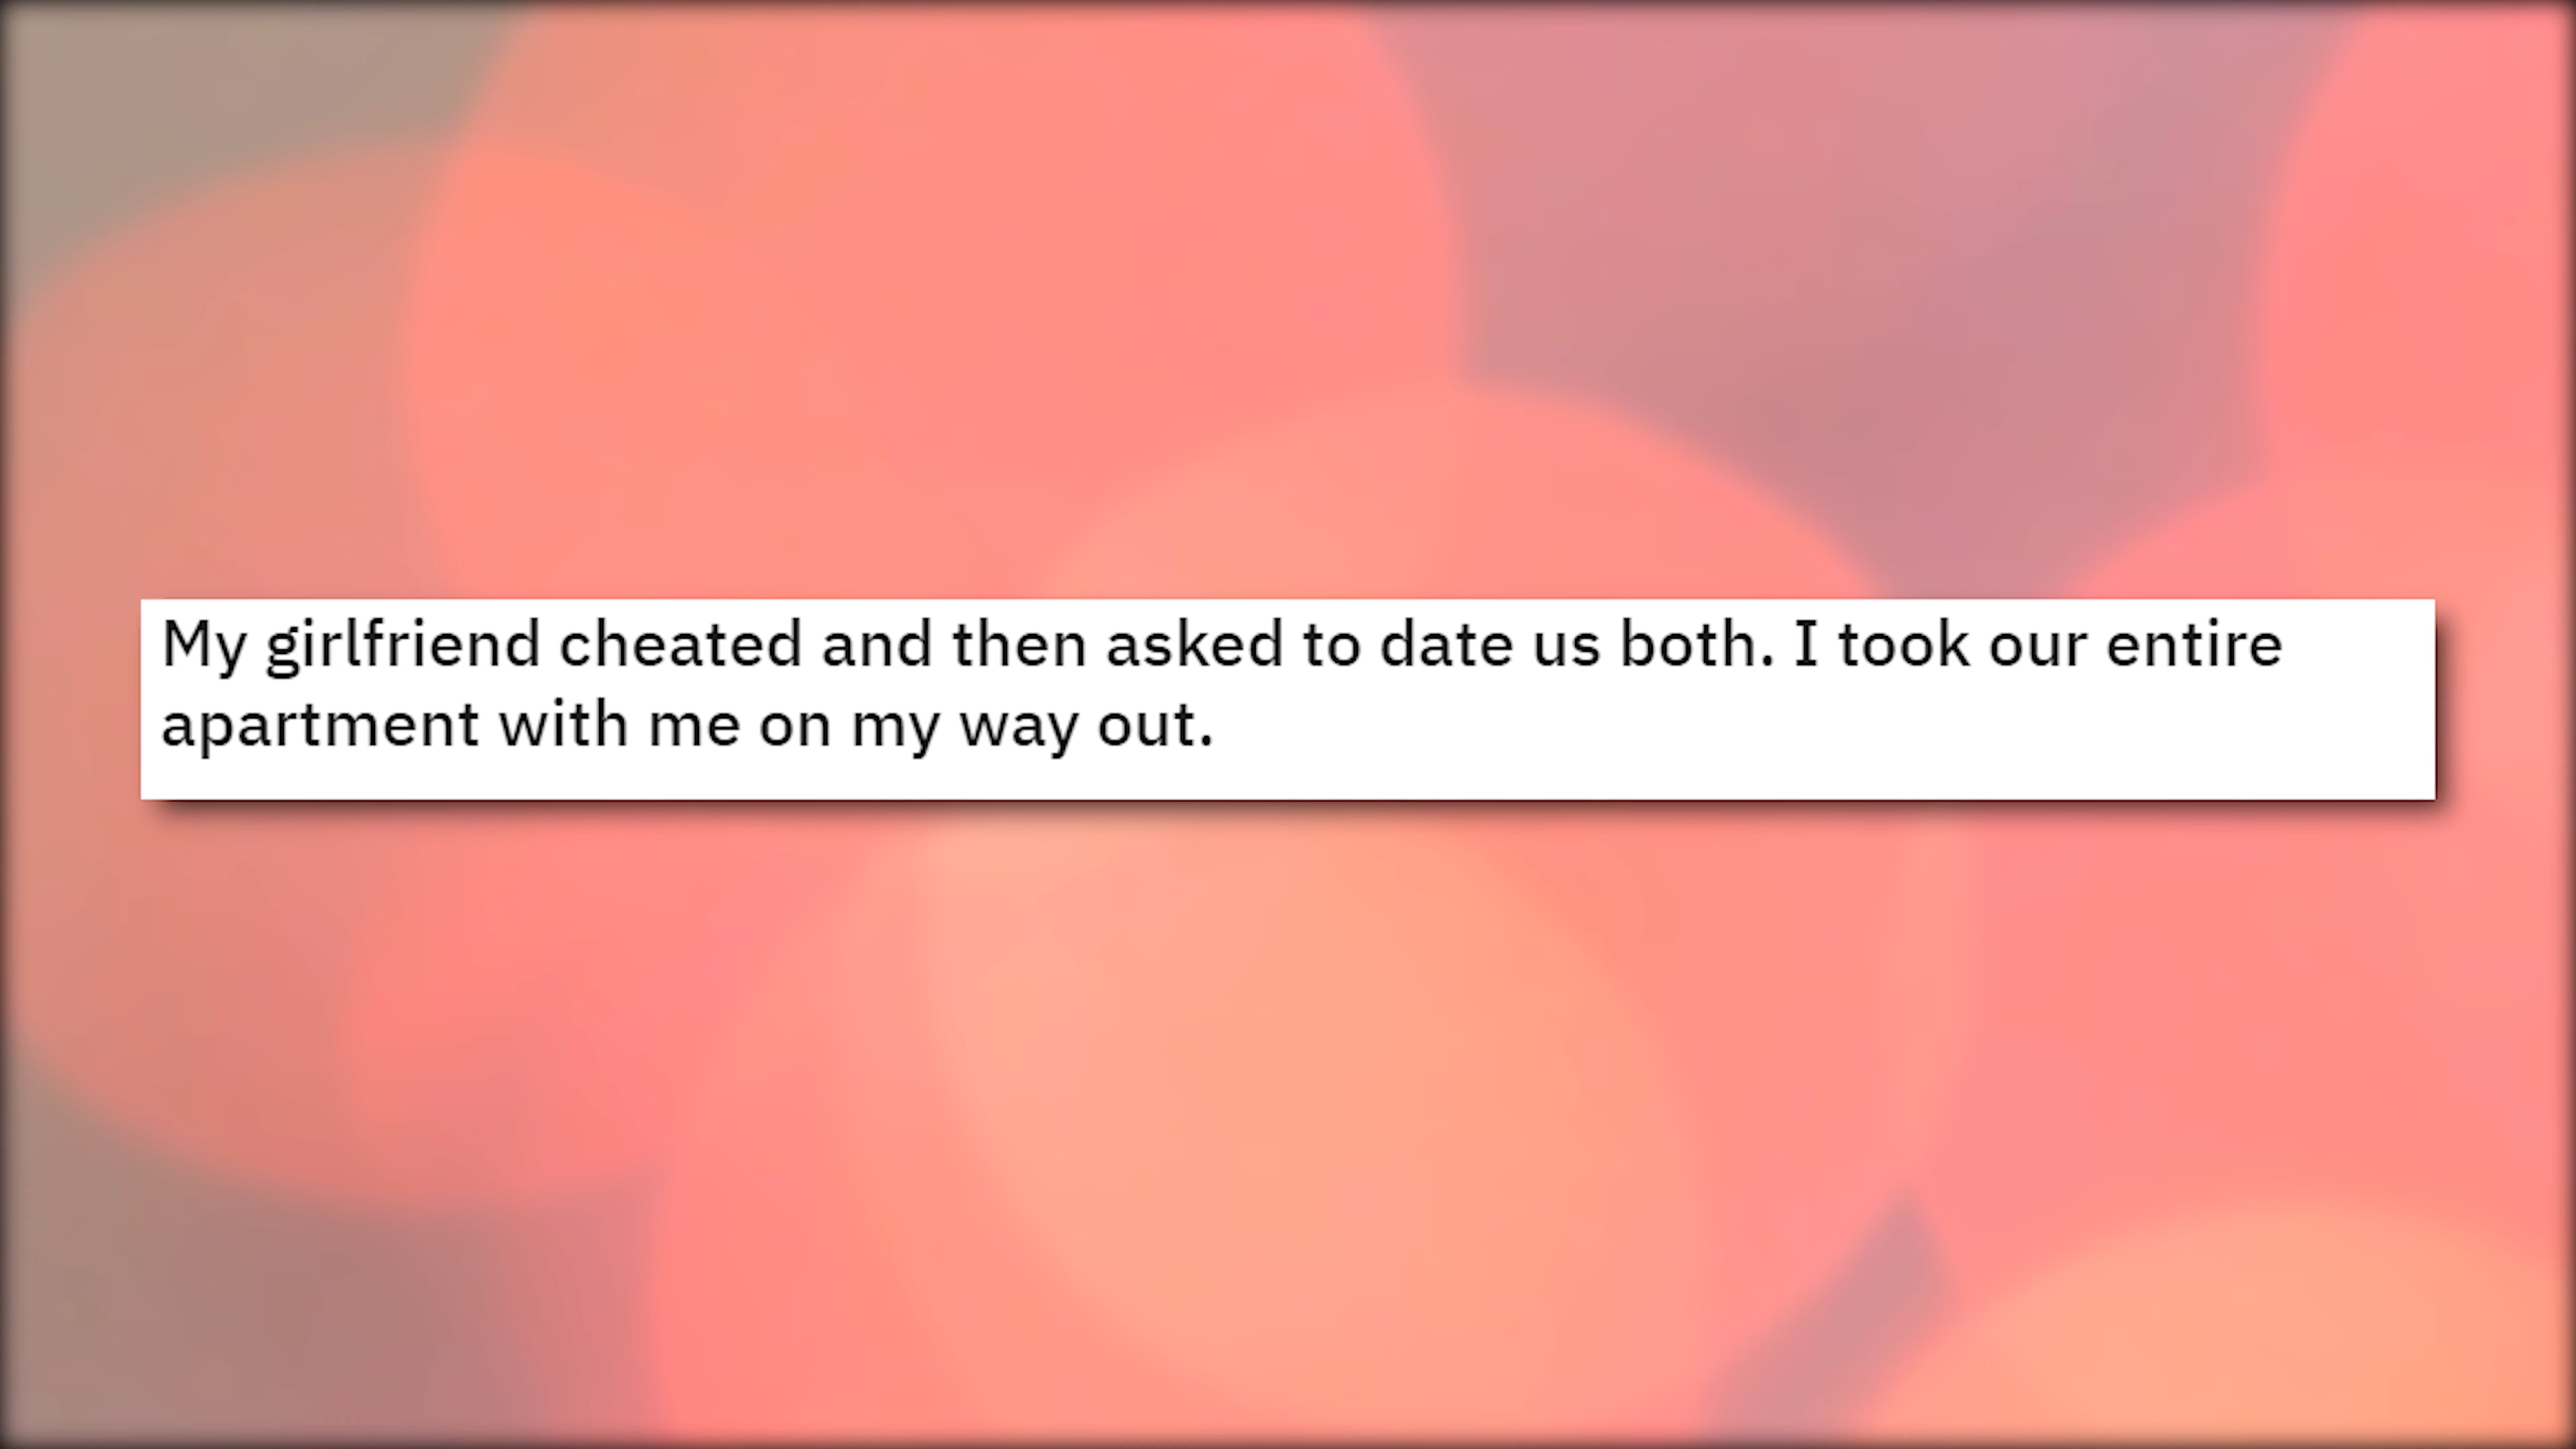 My girlfriend cheated and then asked to date us both. I took our entire
apartment with me on my way out.